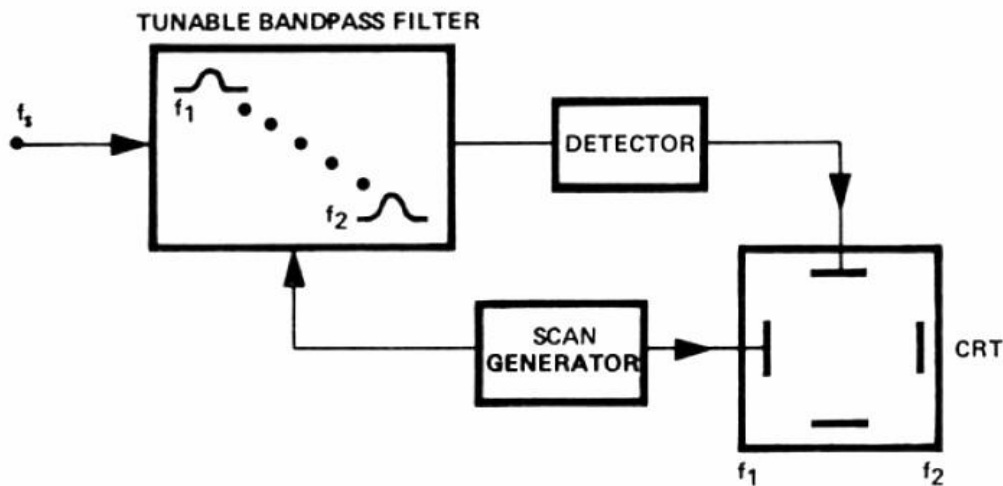 TUNABLE BANDPASS FILTER
f1
fs
f2
DETECTOR
SCAN
GENERATOR
CRT
f1
f2